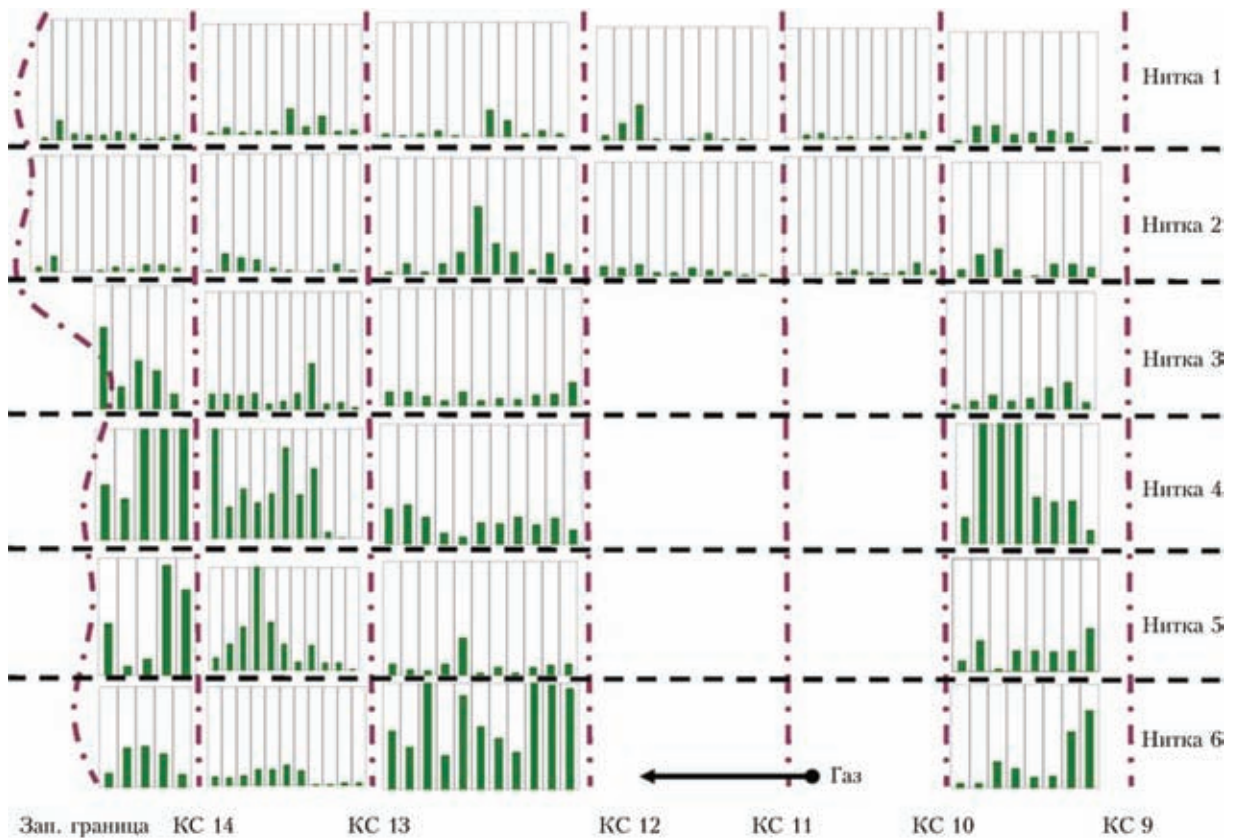 Нитка 1
Нитка 2
Нитка 3
Нитка 4
Нитка 5
Нитка 6
Газ
Зап. граница КС 14 КС 13 КС 12 КС 11 КС 10 КС 9